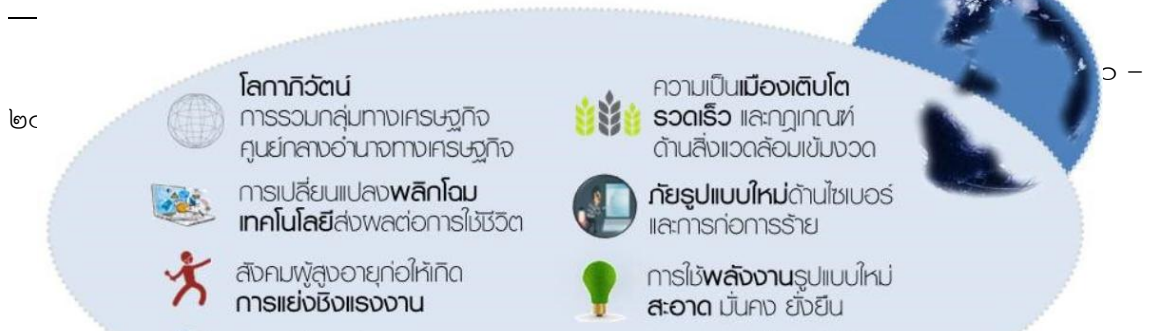 โลกาภิวัตน์
การรวมกลุ่มทางเศรษฐกิจ
ศูนย์กลางอำนาจทางเศรษฐกิจ
การเปลี่ยนแปลงพลิกโฉม
เทคโนโลยีส่งผลต่อการใช้ชีวิต
สังคมผู้สูงอายุก่อให้เกิด
การแย่งชิงแรงงาน
ความเป็นเมืองเติบโต
รวดเร็ว และกฎเกณฑ์
ด้านสิ่งแวดล้อมเข้มงวด
ภัยรูปแบบใหม่ด้านไซเบอร์
และการก่อการร้าย
การใช้พลังงานรูปแบบใหม่
สะอาด มั่นคง ยั่งยืน